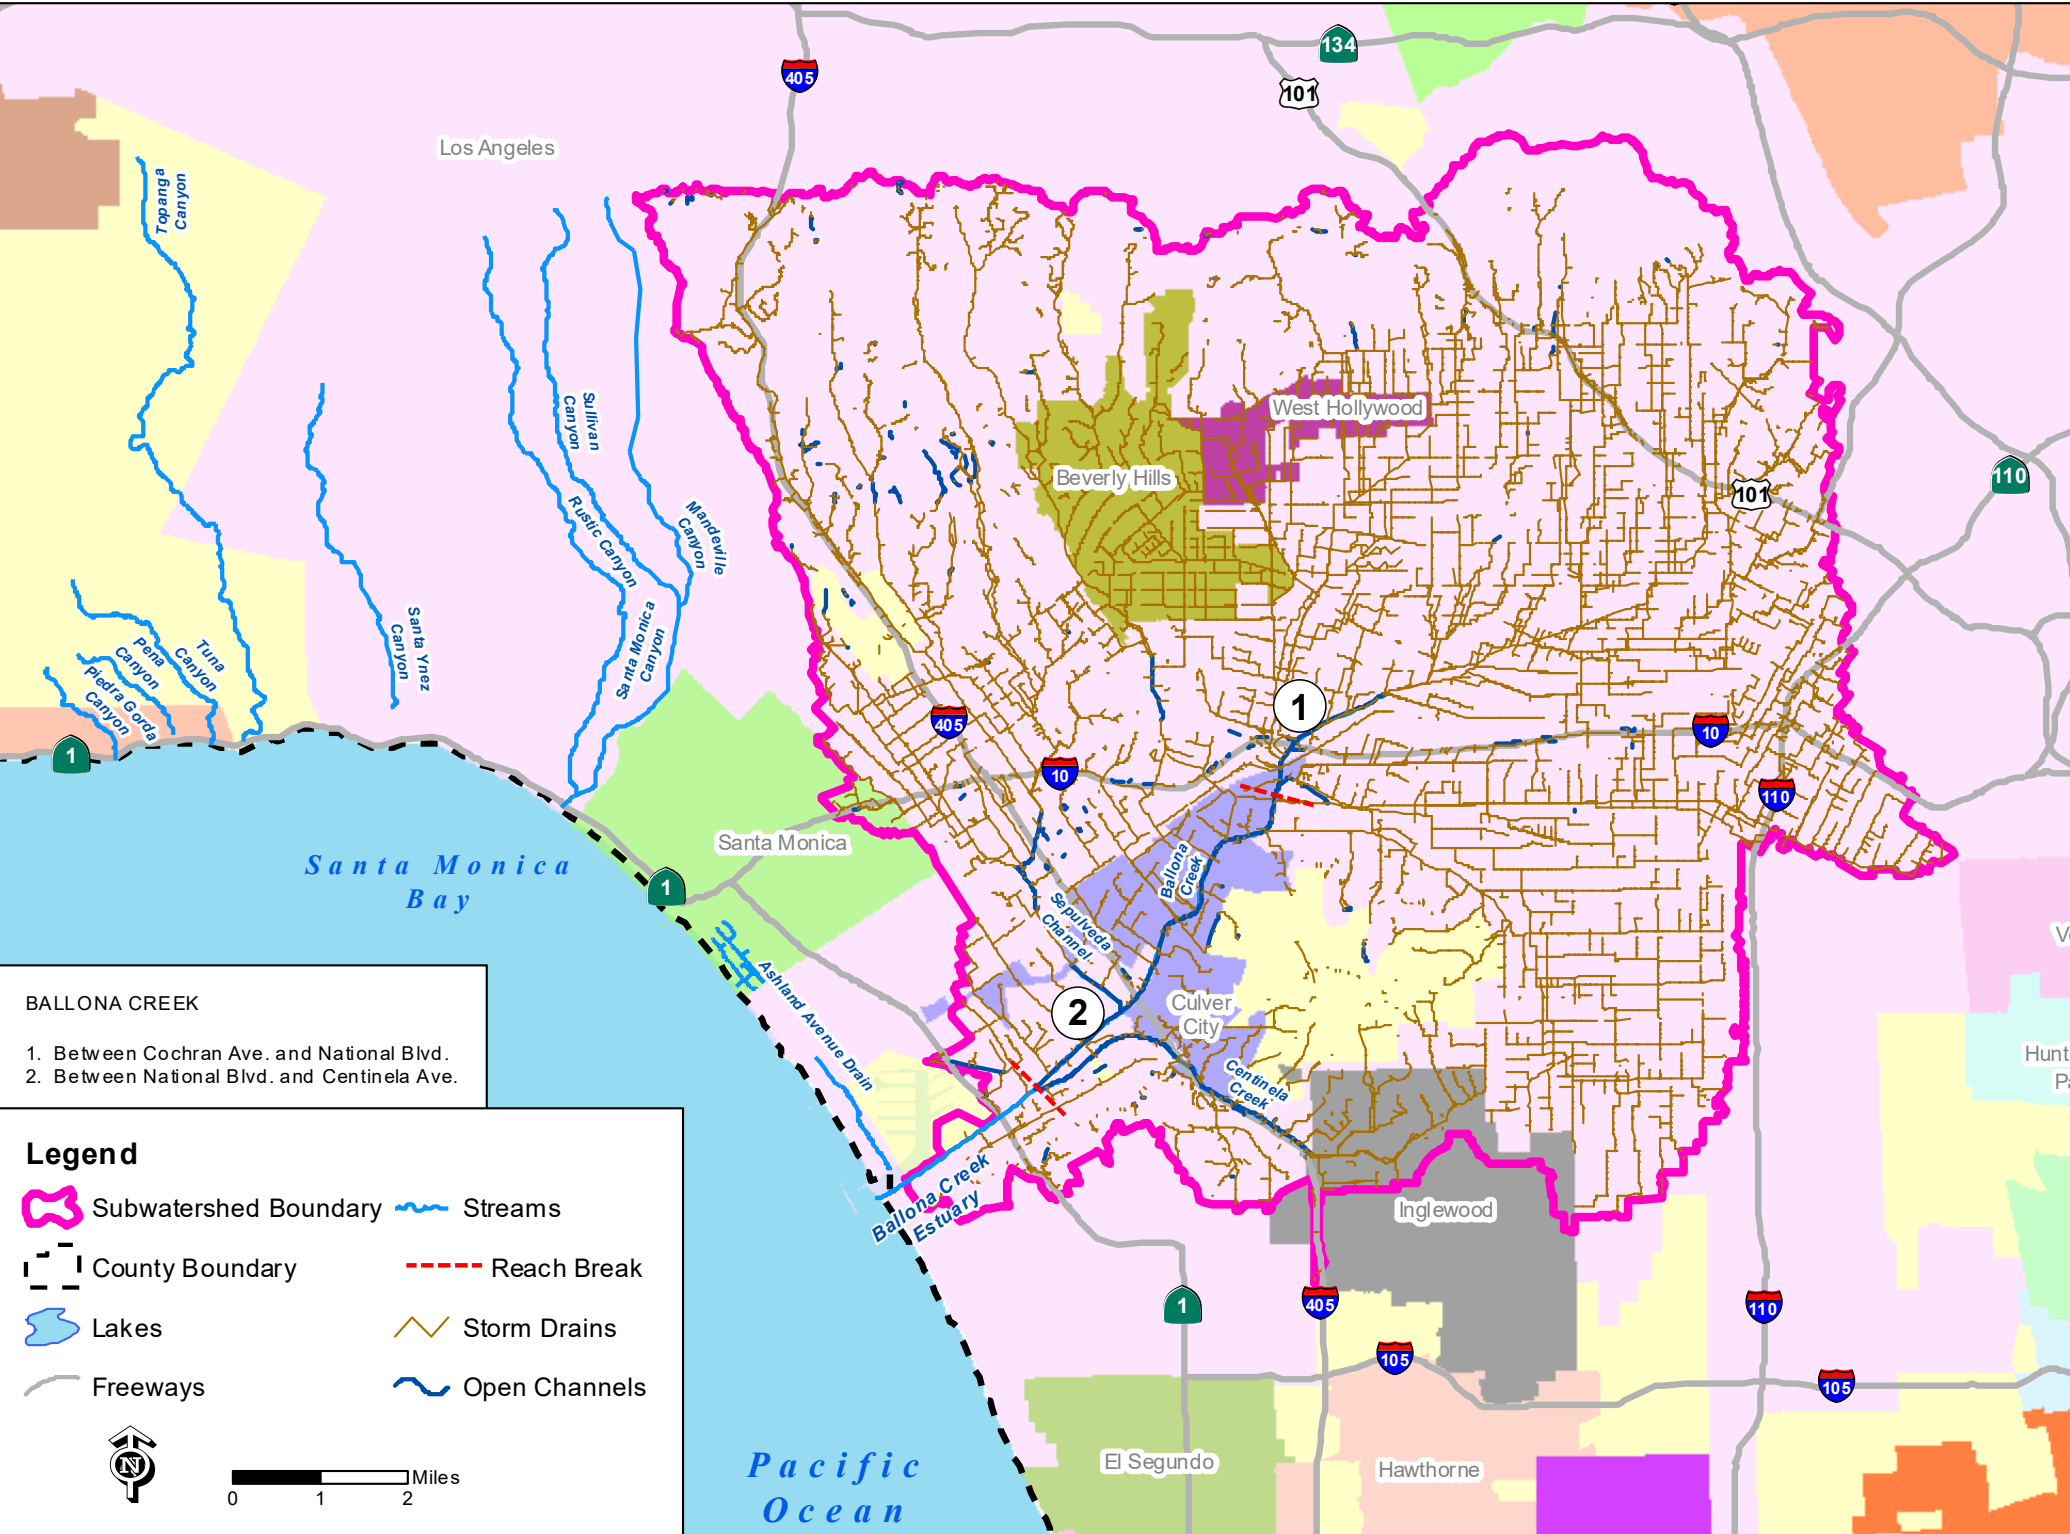 134
405
101
Los Angeles
Topanga
Canyon
West Hollywood
Beverly Hills
110
101
Sullivan
Canyon
Rustic Canyon
Mandeville
Canyon
Santa Monica
Canyon
Santa Ynez
Canyon
Tuna
Canyon
Pena
Canyon
Piedra Gorda
Canyon
1
405
1
10
10
110
Santa Monica
Santa Monica
Bay
1
Ballona
Creek
Sepulveda
Channel
Ashland Avenue Drain
2
Culver
City
Centinela
Creek
Hunt
Pa
Ballona Creek
Estuary
Inglewood
1
405
110
105
105
El Segundo
Hawthorne
Pacific
Ocean
BALLONA CREEK
1. Between Cochran Ave. and National Blvd.
2. Between National Blvd. and Centinela Ave.
Legend
Subwatershed Boundary
Streams
County Boundary
Reach Break
Lakes
Storm Drains
Freeways
Open Channels
N
Miles
0 1 2